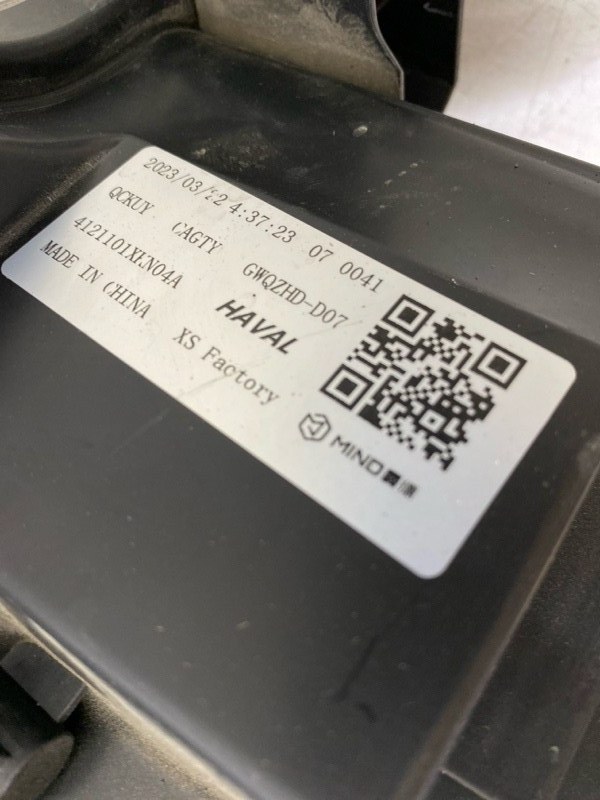 2023/03/22 4:37:23 07 0041
QCKUY CAGTY GWQZHD-D07
4121101XKN04A HAVAL
MADE IN CHINA XS Factory
MIND